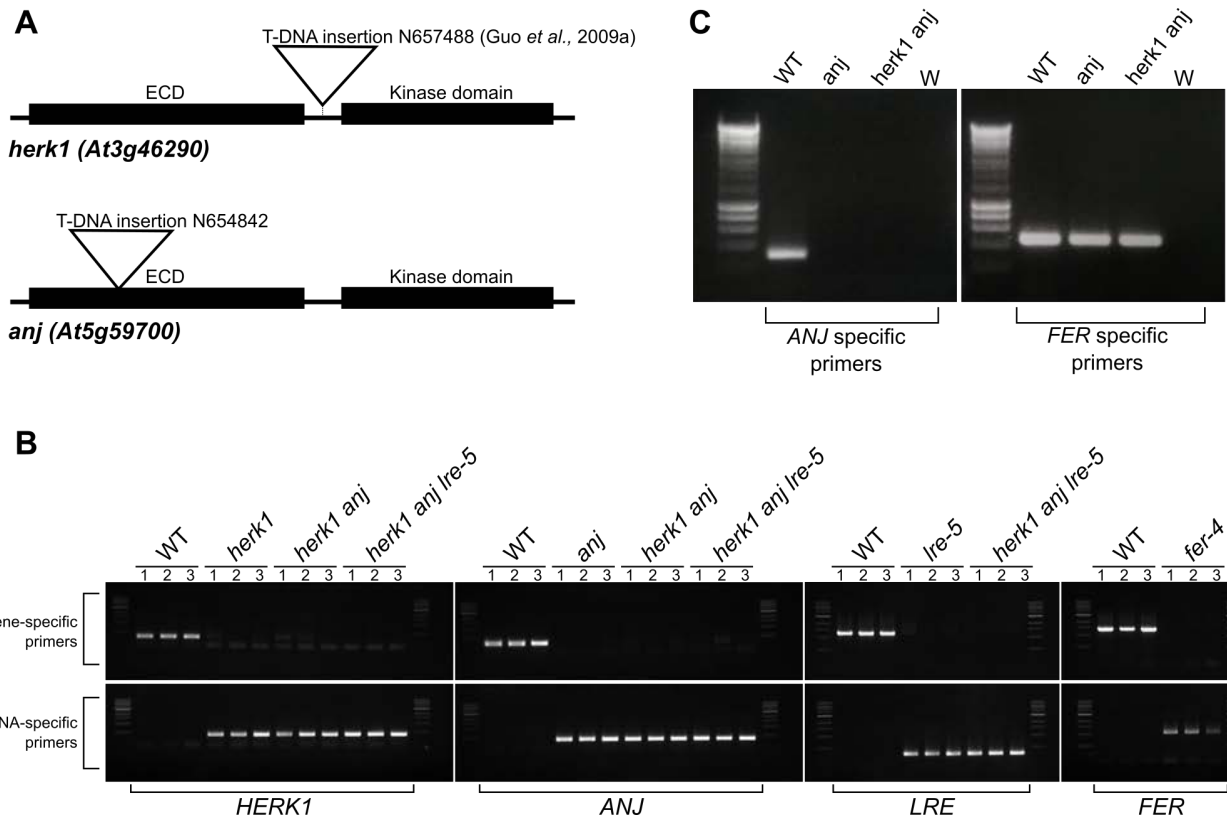 A
T-DNA insertion N657488 (Guo et al., 2009a)
ECD
Kinase domain
herk1 (At3g46290)
T-DNA insertion N654842
ECD
Kinase domain
anj (At5g59700)
C
WT
anj
herk1 anj
W
WT
anj
herk1 anj
W
ANJ specific
primers
FER specific
primers
B
WT
herk1
herk1 anj
herk1 anj lre-5
WT
anj
herk1 anj
herk1 anj lre-5
WT
lre-5
herk1 anj lre-5
WT
fer-4
1 2 3 1 2 3 1 2 3 1 2 3
1 2 3 1 2 3 1 2 3 1 2 3
1 2 3 1 2 3 1 2 3
1 2 3 1 2 3
ene-specific
primers
NA-specific
primers
HERK1
ANJ
LRE
FER